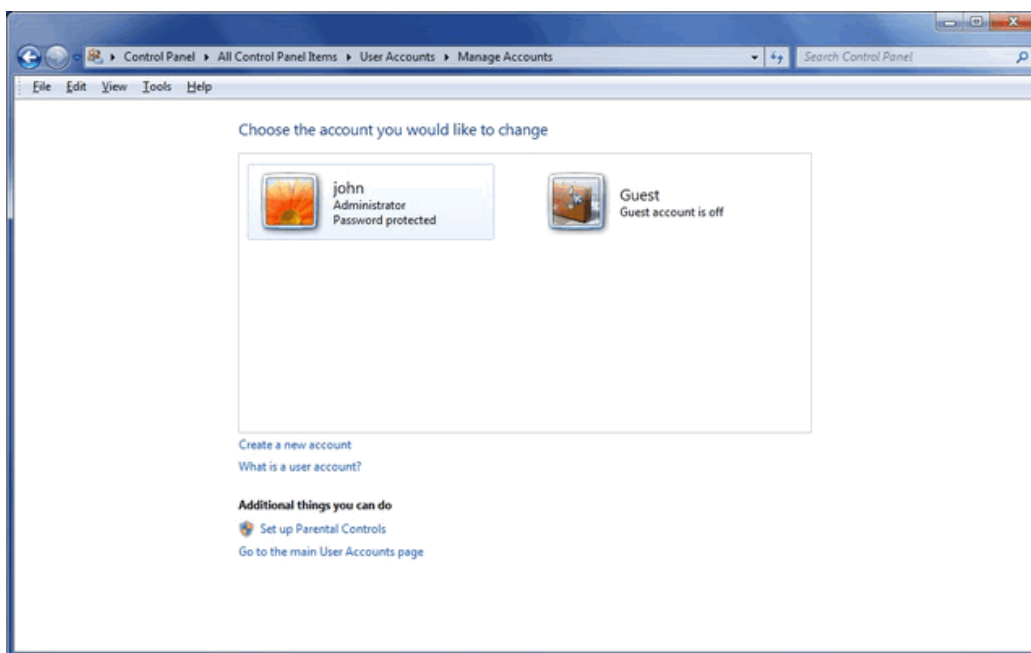 Control Panel ▸ All Control Panel Items ▸ User Accounts ▸ Manage Accounts
Search Control Panel
File Edit View Tools Help
Choose the account you would like to change
john
Administrator
Password protected
Guest
Guest account is off
Create a new account
What is a user account?
Additional things you can do
Set up Parental Controls
Go to the main User Accounts page